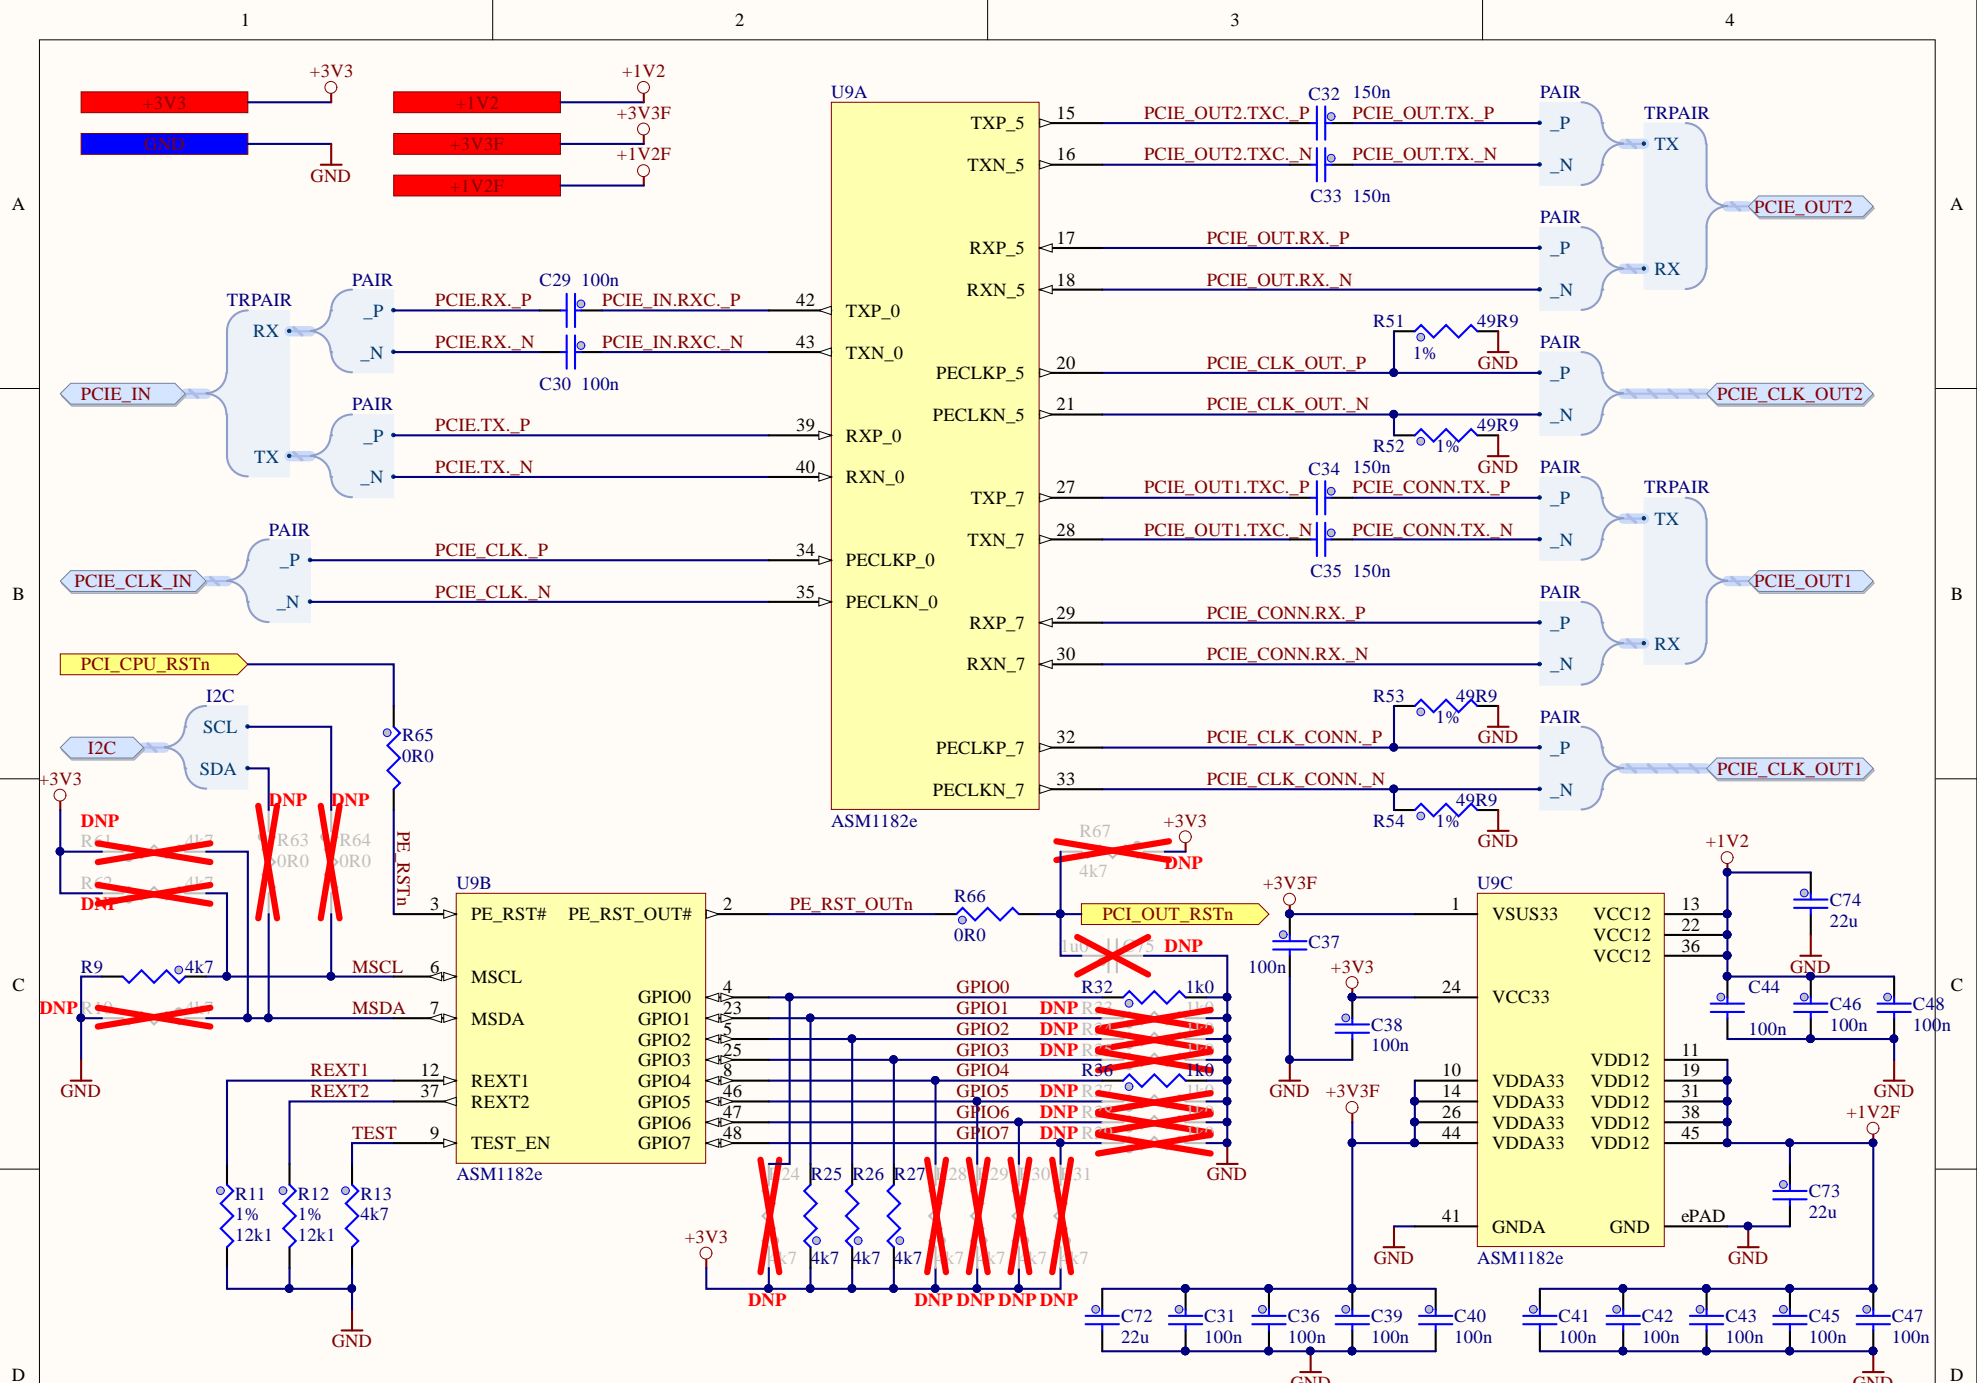 1 2 3 4
A A
B B
C C
D D
+3V3
+3V3
GND
GND
+1V2
+1V2
+3V3F
+3V3F
+1V2F
+1V2F
U9A
TXP_5 15 PCIE_OUT2.TXC._P C32 150n PCIE_OUT.TX._P
TXN_5 16 PCIE_OUT2.TXC._N C33 150n PCIE_OUT.TX._N
PAIR
_P
_N
TRPAIR
TX
RX
PCIE_OUT2
RXP_5 17 PCIE_OUT.RX._P
RXN_5 18 PCIE_OUT.RX._N
PAIR
_P
_N
PECLKP_5 20 PCIE_CLK_OUT._P
R51 49R9
1%
GND
PECLKN_5 21 PCIE_CLK_OUT._N
R52 1% 49R9
GND
PAIR
_P
_N
PCIE_CLK_OUT2
TXP_7 27 PCIE_OUT1.TXC._P C34 150n PCIE_CONN.TX._P
TXN_7 28 PCIE_OUT1.TXC._N C35 150n PCIE_CONN.TX._N
PAIR
_P
_N
TRPAIR
TX
RX
PCIE_OUT1
RXP_7 29 PCIE_CONN.RX._P
RXN_7 30 PCIE_CONN.RX._N
PAIR
_P
_N
PECLKP_7 32 PCIE_CLK_CONN._P
R53 49R9
1%
GND
PECLKN_7 33 PCIE_CLK_CONN._N
R54 1% 49R9
GND
PAIR
_P
_N
PCIE_CLK_OUT1
ASM1182e
PCIE_IN
TRPAIR
RX
TX
PAIR
_P
_N
PCIE.RX._P C29 100n PCIE_IN.RXC._P 42 TXP_0
PCIE.RX._N C30 100n PCIE_IN.RXC._N 43 TXN_0
PAIR
_P
_N
PCIE.TX._P 39 RXP_0
PCIE.TX._N 40 RXN_0
PCIE_CLK_IN
PAIR
_P
_N
PCIE_CLK._P 34 PECLKP_0
PCIE_CLK._N 35 PECLKN_0
PCI_CPU_RSTn
R65
0R0
PE_RSTn
I2C
I2C
SCL
SDA
+3V3
DNP
4k7
4k7
DNP
DNP
R63
0R0
DNP
R64
0R0
R9 4k7
DNP
4k7
GND
MSCL
MSDA
U9B
3 PE_RST#
6 MSCL
7 MSDA
REXT1 12 REXT1
REXT2 37 REXT2
TEST 9 TEST_EN
PE_RST_OUT# 2 PE_RST_OUTn R66
0R0
GPIO0 4 GPIO0 R32 1k0
GPIO1 23 GPIO1 DNP
GPIO2 5 GPIO2 DNP
GPIO3 25 GPIO3 DNP
GPIO4 8 GPIO4 R36 1k0
GPIO5 46 GPIO5 DNP
GPIO6 47 GPIO6 DNP
GPIO7 48 GPIO7 DNP
ASM1182e
GND
R67
4k7
+3V3
DNP
PCI_OUT_RSTn
DNP
R11
1%
12k1
R12
1%
12k1
R13
4k7
GND
+3V3
R25
4k7
R26
4k7
R27
4k7
DNP DNP DNP DNP DNP
U9C
+3V3F
1 VSUS33
C37
100n
+3V3
24 VCC33
C38
100n
GND
+3V3F
10 VDDA33
14 VDDA33
26 VDDA33
44 VDDA33
41 GNDA
GND
VCC12 13
VCC12 22
VCC12 36
VDD12 11
VDD12 19
VDD12 31
VDD12 38
VDD12 45
GND ePAD
GND
ASM1182e
+1V2
C74
22u
GND
C44
100n
C46
100n
C48
100n
GND
+1V2F
C73
22u
C72
22u
C31
100n
C36
100n
C39
100n
C40
100n
GND
C41
100n
C42
100n
C43
100n
C45
100n
C47
100n
GND